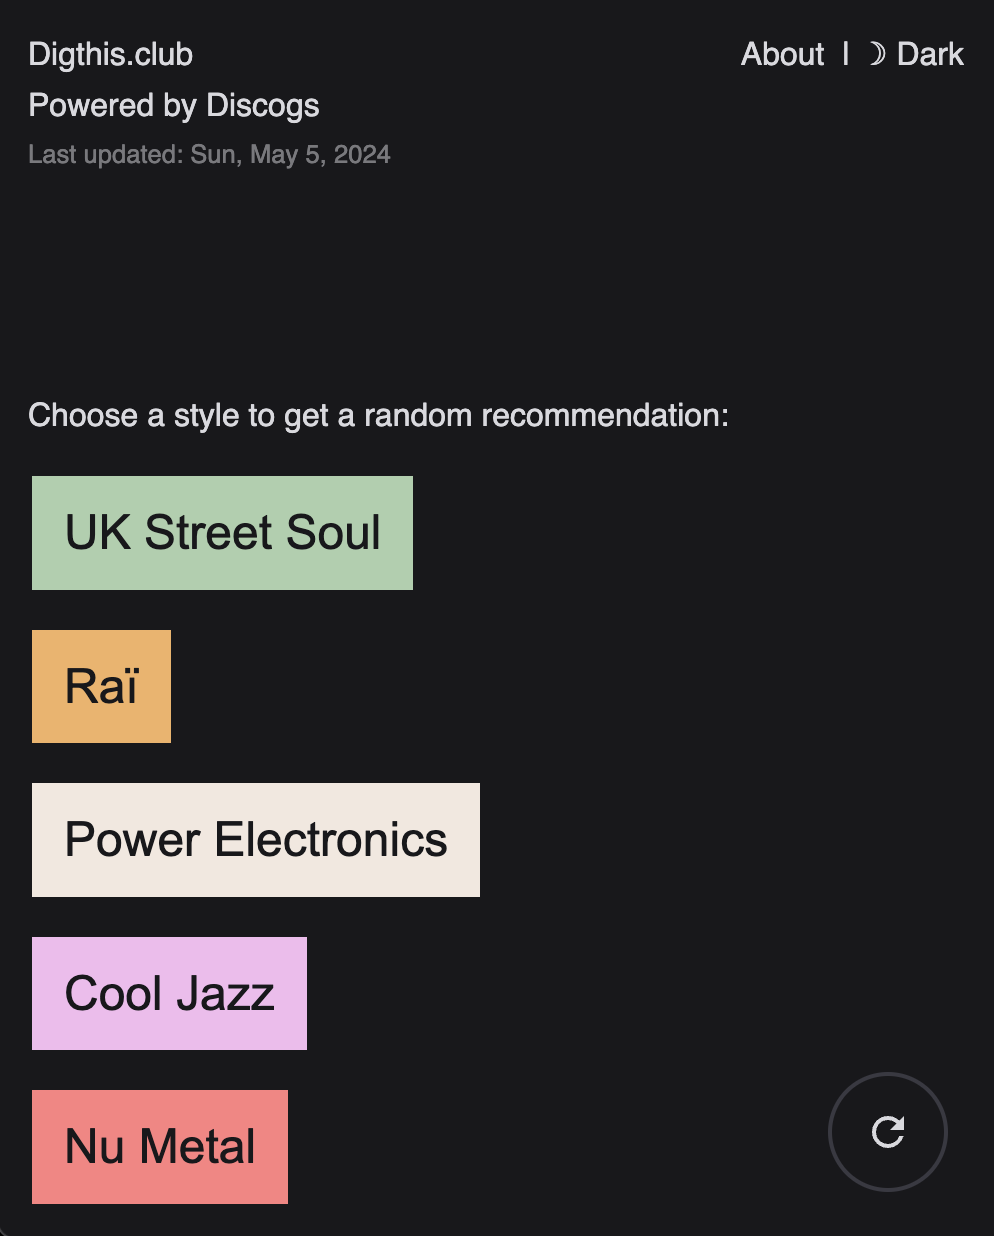 Digthis.club
About | ☽ Dark
Powered by Discogs
Last updated: Sun, May 5, 2024
Choose a style to get a random recommendation:
UK Street Soul
Raï
Power Electronics
Cool Jazz
Nu Metal